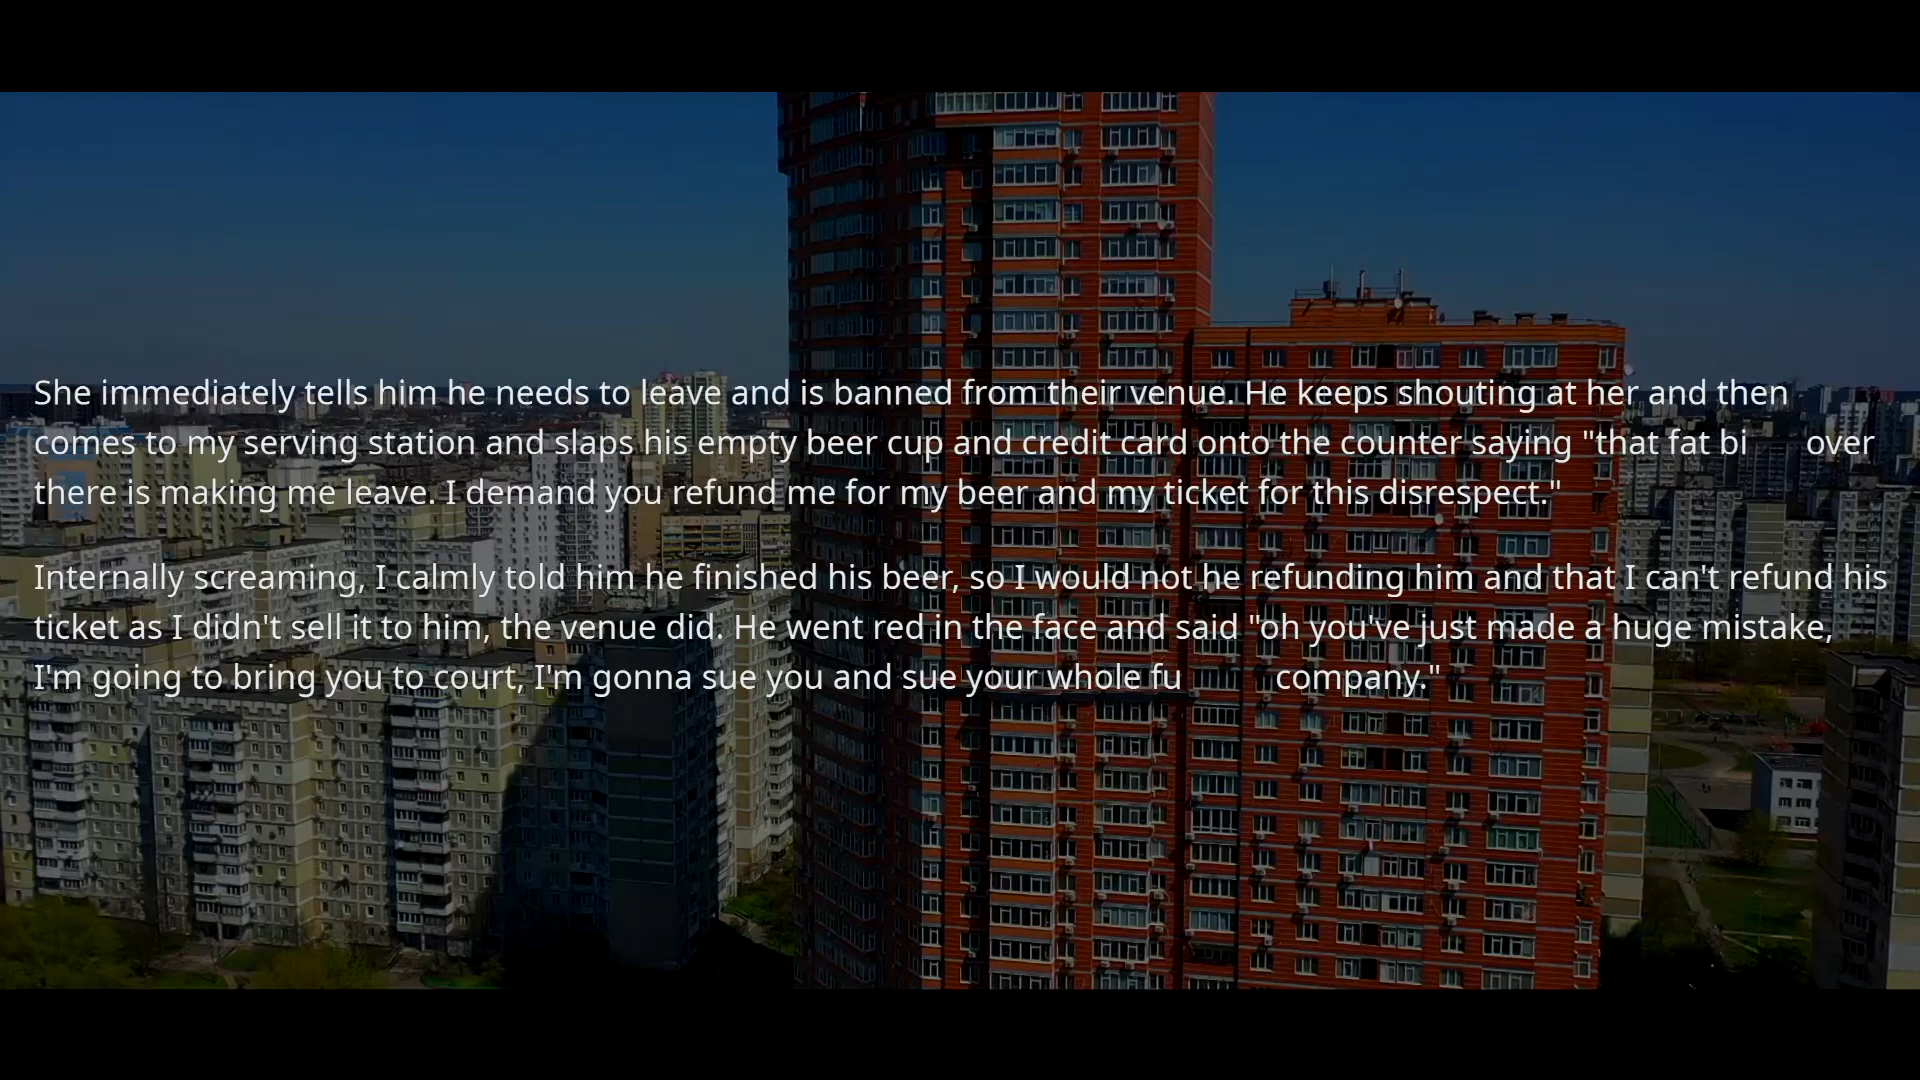 She immediately tells him he needs to leave and is banned from their venue. He keeps shouting at her and then
comes to my serving station and slaps his empty beer cup and credit card onto the counter saying "that fat bi over
there is making me leave. I demand you refund me for my beer and my ticket for this disrespect."
Internally screaming, I calmly told him he finished his beer, so I would not he refunding him and that I can't refund his
ticket as I didn't sell it to him, the venue did. He went red in the face and said "oh you've just made a huge mistake,
I'm going to bring you to court, I'm gonna sue you and sue your whole fu company."